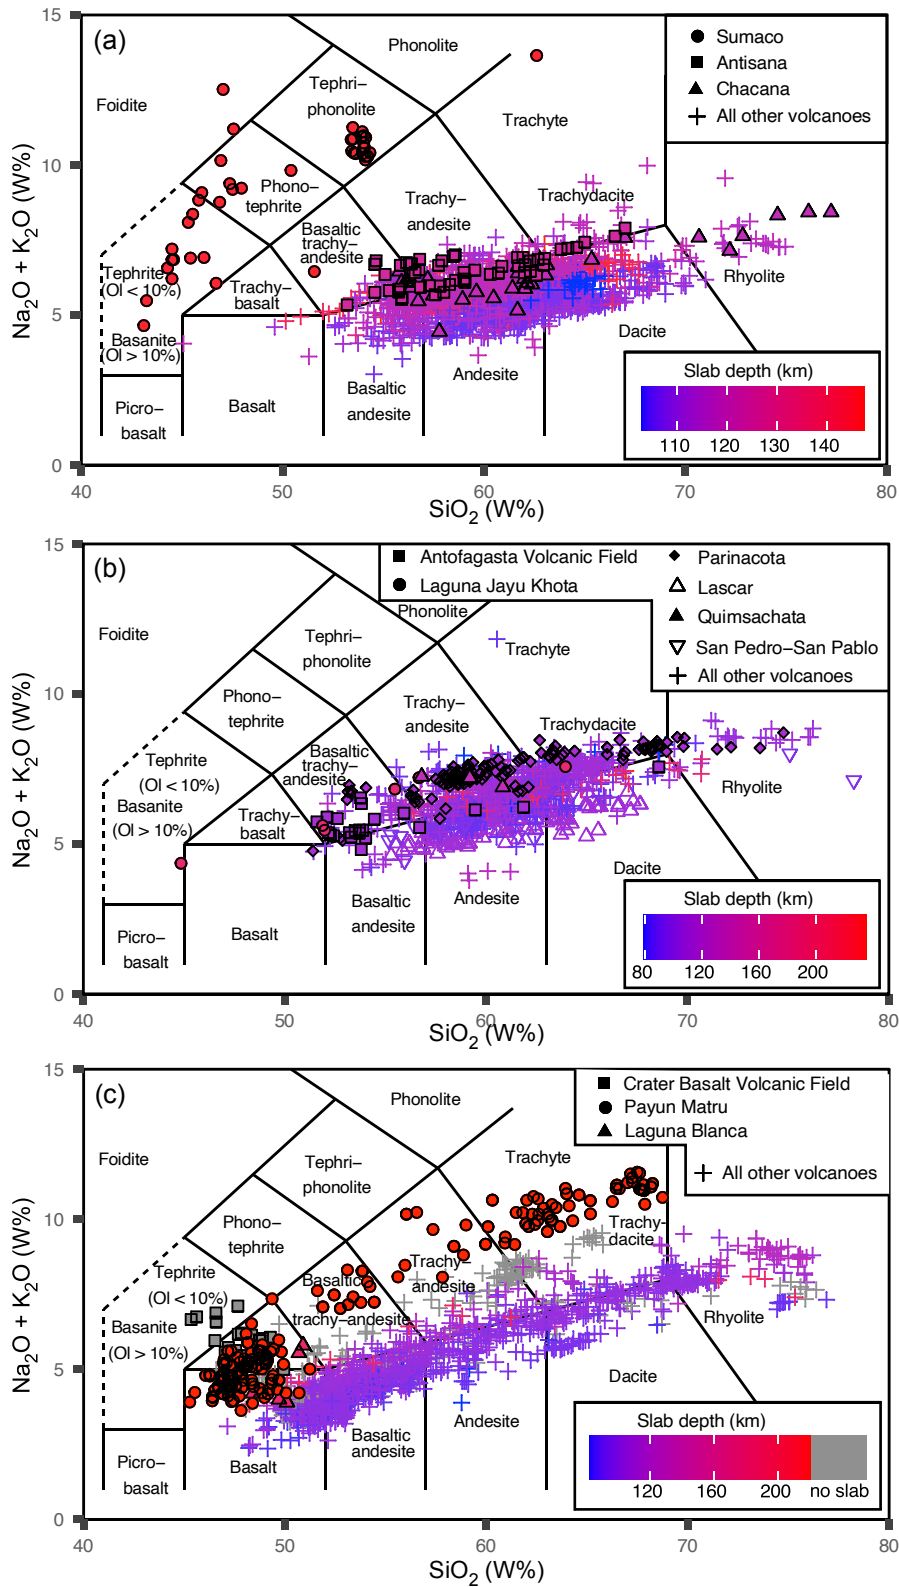 (a)
15
10
5
0
Na2O + K2O (W%)
40
50
60
70
80
SiO2 (W%)
Foidite
Phonolite
Tephri−
phonolite
Trachyte
Phono−
tephrite
Trachy−
andesite
Trachydacite
Basaltic
trachy−
andesite
Tephrite
(Ol < 10%)
Trachy−
basalt
Rhyolite
Basanite
(Ol > 10%)
Dacite
Picro−
basalt
Basalt
Basaltic
andesite
Andesite
Sumaco
Antisana
Chacana
All other volcanoes
Slab depth (km)
110 120 130 140
(b)
15
10
5
0
Na2O + K2O (W%)
40
50
60
70
80
SiO2 (W%)
Antofagasta Volcanic Field
Laguna Jayu Khota
Parinacota
Lascar
Quimsachata
San Pedro−San Pablo
All other volcanoes
Foidite
Phonolite
Tephri−
phonolite
Trachyte
Phono−
tephrite
Trachy−
andesite
Trachydacite
Basaltic
trachy−
andesite
Tephrite
(Ol < 10%)
Basanite
(Ol > 10%)
Trachy−
basalt
Rhyolite
Dacite
Picro−
basalt
Basalt
Basaltic
andesite
Andesite
Slab depth (km)
80 120 160 200
(c)
15
10
5
0
Na2O + K2O (W%)
40
50
60
70
80
SiO2 (W%)
Crater Basalt Volcanic Field
Payun Matru
Laguna Blanca
All other volcanoes
Foidite
Phonolite
Tephri−
phonolite
Trachyte
Phono−
tephrite
Trachy−
dacite
Trachy−
andesite
Basaltic
trachy−andesite
Tephrite
(Ol < 10%)
Basanite
(Ol > 10%)
Rhyolite
Dacite
Picro−
basalt
Basalt
Basaltic
andesite
Andesite
Slab depth (km)
120 160 200 no slab